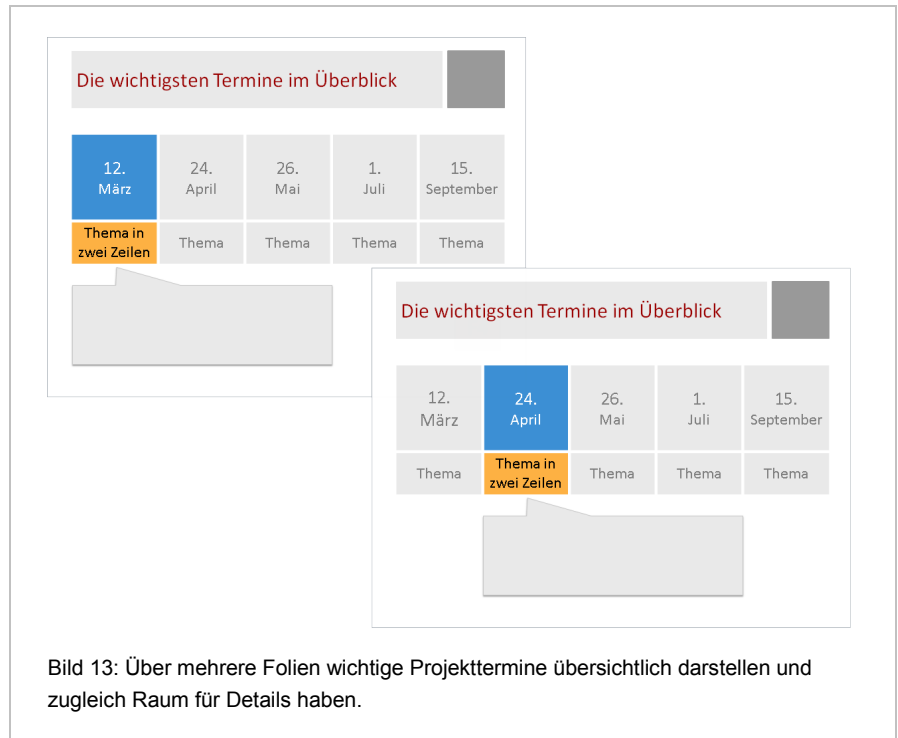 Die wichtigsten Termine im Überblick
12. 24. 26. 1. 15.
März April Mai Juli September
Thema in
zwei Zeilen Thema Thema Thema Thema
Die wichtigsten Termine im Überblick
12. 24. 26. 1. 15.
März April Mai Juli September
Thema Thema in
zwei Zeilen Thema Thema Thema
Bild 13: Über mehrere Folien wichtige Projekttermine übersichtlich darstellen und
zugleich Raum für Details haben.